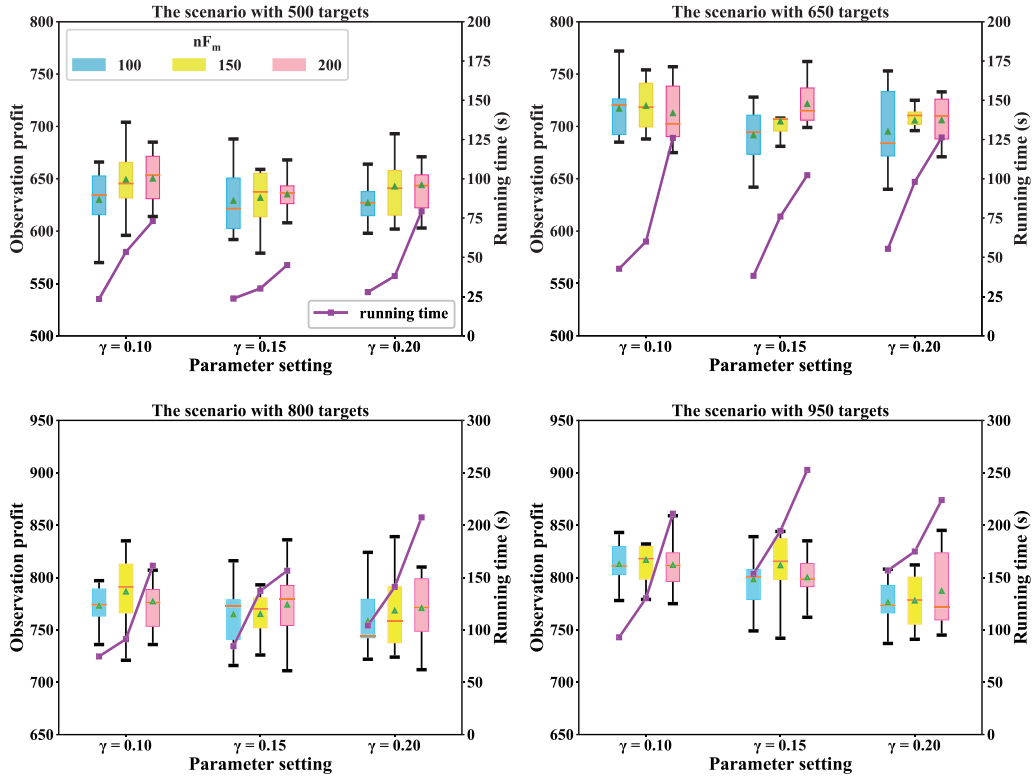 The scenario with 500 targets
Observation profit
800
750
700
650
600
550
500
nF_m
100
150
200
running time
200
175
150
125
100
75
50
25
0
Running time (s)
γ = 0.10
γ = 0.15
γ = 0.20
Parameter setting
The scenario with 650 targets
Observation profit
800
750
700
650
600
550
500
200
175
150
125
100
75
50
25
0
Running time (s)
γ = 0.10
γ = 0.15
γ = 0.20
Parameter setting
The scenario with 800 targets
Observation profit
950
900
850
800
750
700
650
300
250
200
150
100
50
0
Running time (s)
γ = 0.10
γ = 0.15
γ = 0.20
Parameter setting
The scenario with 950 targets
Observation profit
950
900
850
800
750
700
650
300
250
200
150
100
50
0
Running time (s)
γ = 0.10
γ = 0.15
γ = 0.20
Parameter setting